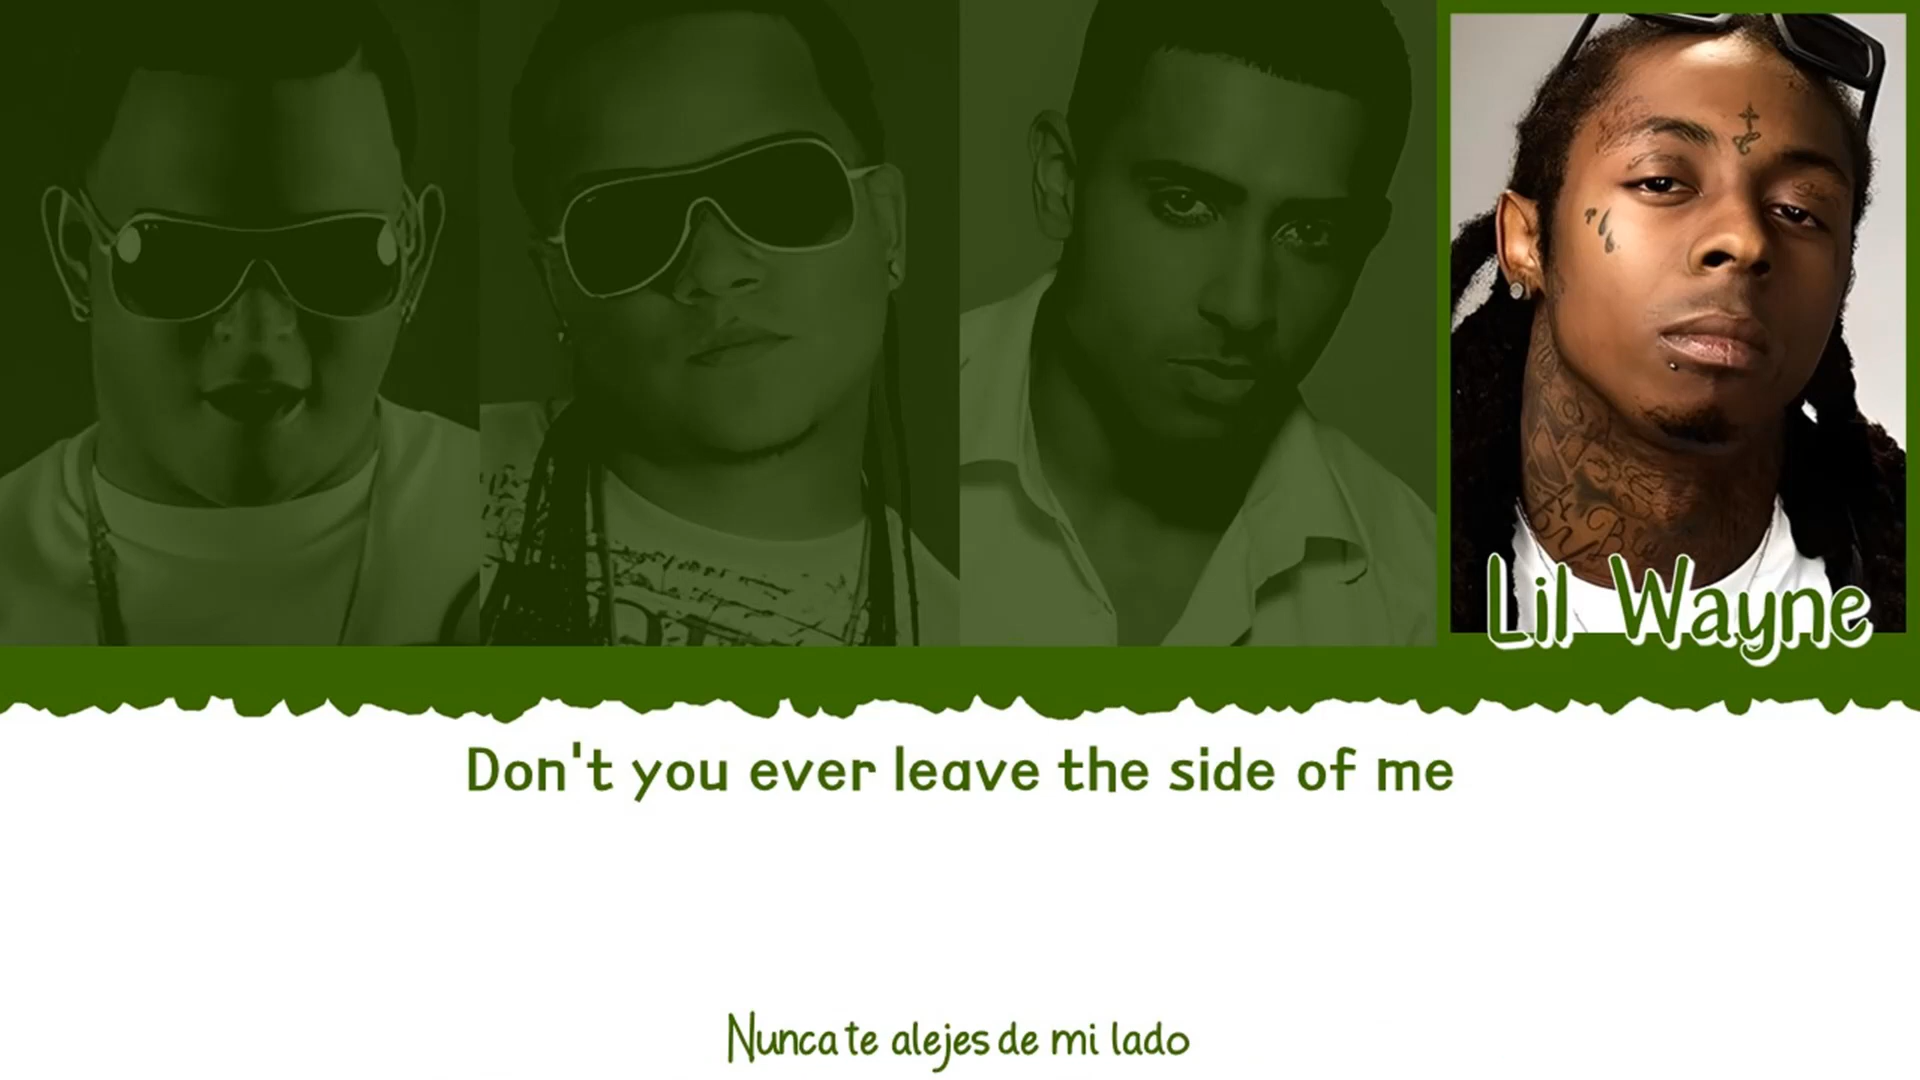 Lil Wayne
Don't you ever leave the side of me
Nunca te alejes de mi lado